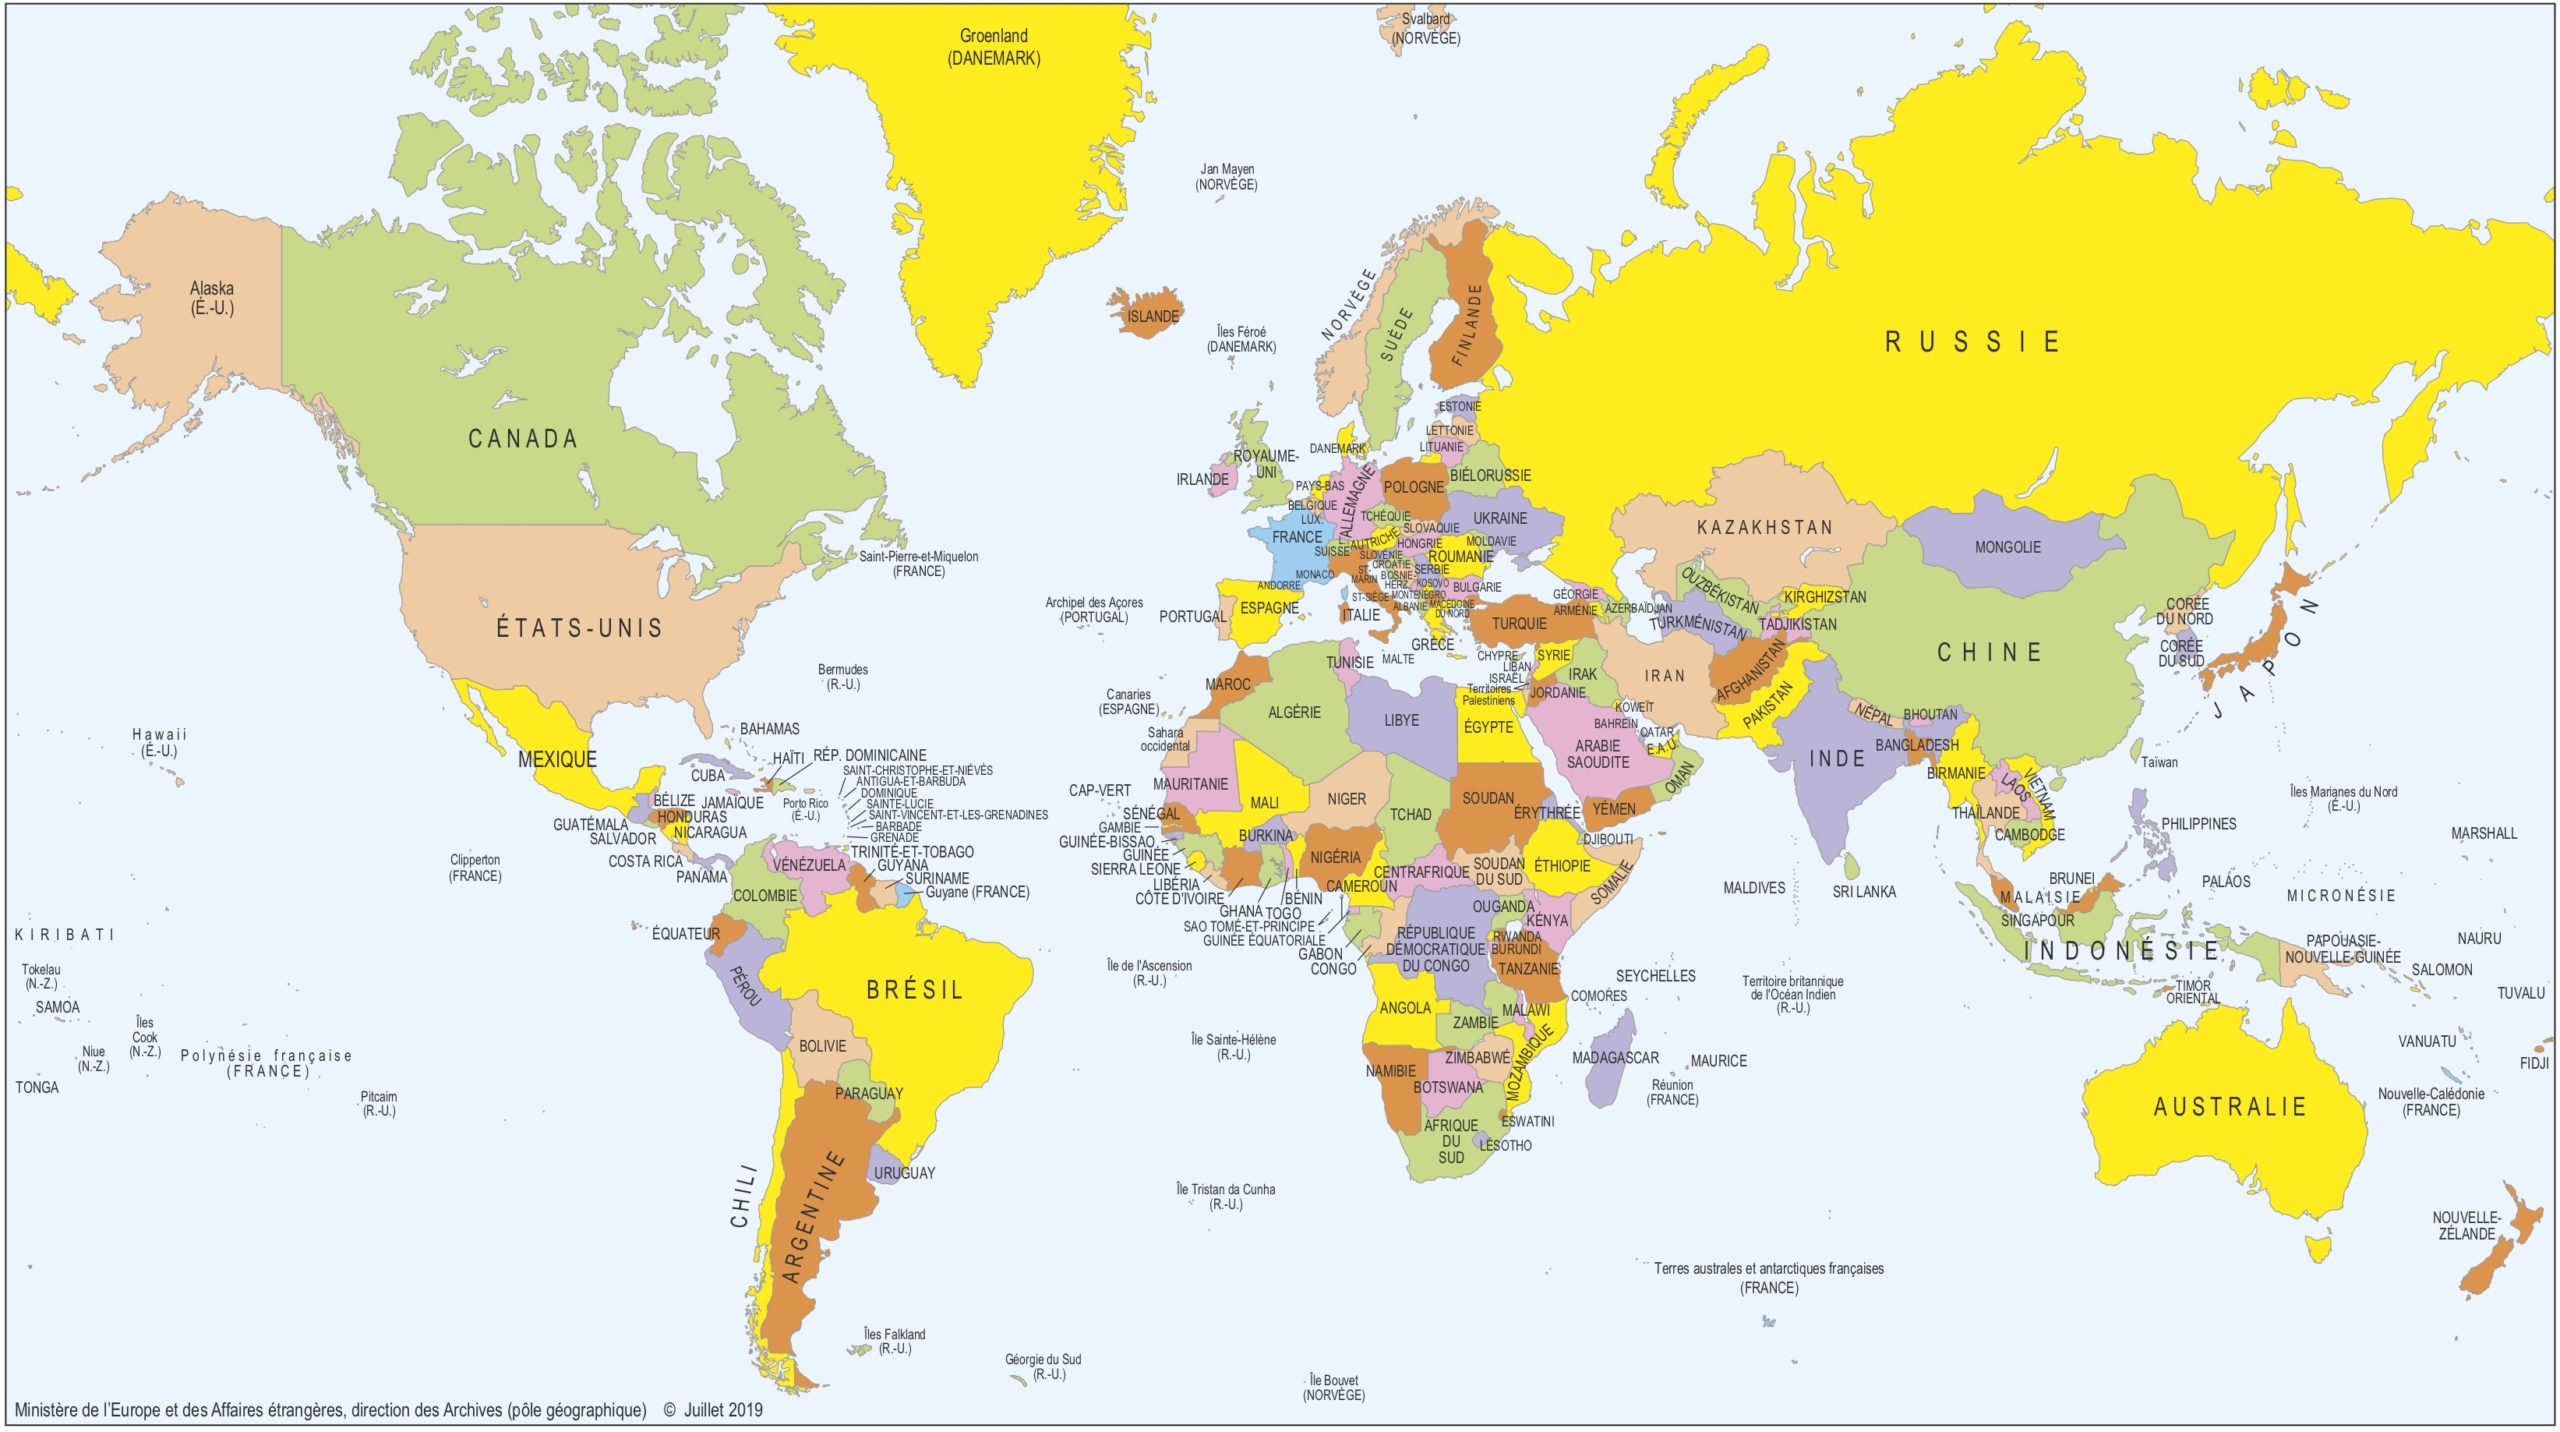 Groenland
(DANEMARK)
Svalbard
(NORVÈGE)
Jan Mayen
(NORVÈGE)
Alaska
(É.-U.)
ISLANDE
Îles Féroé
(DANEMARK)
NORVÈGE
SUÈDE
FINLANDE
RUSSIE
CANADA
ESTONIE
LETTONIE
LITUANIE
DANEMARK
ROYAUME-
UNI
IRLANDE
PAYS-BAS
BELGIQUE
LUX.
ALLEMAGNE
POLOGNE
BIÉLORUSSIE
TCHÉQUIE
SLOVAQUIE
UKRAINE
FRANCE
SUISSE
AUTRICHE
HONGRIE
MOLDAVIE
SLOVÉNIE
CROATIE
ROUMANIE
ST-
MARIN
BOSNIE-
HERZ.
SERBIE
MONACO
ANDORRE
KOSOVO
BULGARIE
ST-SIÈGE
MONTÉNÉGRO
ALBANIE
MACÉDOINE
DU NORD
PORTUGAL
ESPAGNE
ITALIE
GRÈCE
MALTE
TURQUIE
GÉORGIE
ARMÉNIE
AZERBAÏDJAN
KAZAKHSTAN
MONGOLIE
OUZBÉKISTAN
KIRGHIZSTAN
TURKMÉNISTAN
TADJIKISTAN
CHINE
CORÉE
DU NORD
CORÉE
DU SUD
JAPON
Saint-Pierre-et-Miquelon
(FRANCE)
Archipel des Açores
(PORTUGAL)
ÉTATS-UNIS
Bermudes
(R.-U.)
Canaries
(ESPAGNE)
MAROC
ALGÉRIE
TUNISIE
LIBYE
ÉGYPTE
CHYPRE
LIBAN
ISRAËL
Territoires
Palestiniens
SYRIE
IRAK
JORDANIE
IRAN
AFGHANISTAN
PAKISTAN
KOWEÏT
BAHREÏN
QATAR
E.A.U.
ARABIE
SAOUDITE
OMAN
YÉMEN
NÉPAL
BHOUTAN
BANGLADESH
INDE
BIRMANIE
LAOS
VIETNAM
THAÏLANDE
CAMBODGE
Taïwan
PHILIPPINES
Îles Marianes du Nord
(É.-U.)
MARSHALL
Hawaii
(É.-U.)
MEXIQUE
BAHAMAS
CUBA
HAÏTI
RÉP. DOMINICAINE
SAINT-CHRISTOPHE-ET-NIÉVÈS
ANTIGUA-ET-BARBUDA
DOMINIQUE
SAINTE-LUCIE
SAINT-VINCENT-ET-LES-GRENADINES
BARBADE
GRENADE
TRINITÉ-ET-TOBAGO
BÉLIZE
JAMAÏQUE
Porto Rico
(É.-U.)
HONDURAS
GUATÉMALA
SALVADOR
NICARAGUA
COSTA RICA
PANAMA
Clipperton
(FRANCE)
VÉNÉZUELA
GUYANA
SURINAME
Guyane (FRANCE)
COLOMBIE
ÉQUATEUR
PÉROU
BRÉSIL
BOLIVIE
PARAGUAY
CHILI
ARGENTINE
URUGUAY
Îles Falkland
(R.-U.)
Géorgie du Sud
(R.-U.)
Sahara
occidental
MAURITANIE
MALI
NIGER
TCHAD
SOUDAN
ÉRYTHRÉE
CAP-VERT
SÉNÉGAL
GAMBIE
GUINÉE-BISSAO
GUINÉE
SIERRA LEONE
LIBÉRIA
CÔTE D'IVOIRE
BURKINA
GHANA
TOGO
BÉNIN
NIGÉRIA
SAO TOMÉ-ET-PRINCIPE
GUINÉE ÉQUATORIALE
GABON
CONGO
CAMEROUN
CENTRAFRIQUE
SOUDAN
DU SUD
ÉTHIOPIE
DJIBOUTI
SOMALIE
OUGANDA
KÉNYA
RÉPUBLIQUE
DÉMOCRATIQUE
DU CONGO
RWANDA
BURUNDI
TANZANIE
ANGOLA
ZAMBIE
MALAWI
MOZAMBIQUE
ZIMBABWÉ
NAMIBIE
BOTSWANA
AFRIQUE
DU
SUD
ESWATINI
LÉSOTHO
COMORES
SEYCHELLES
MADAGASCAR
MAURICE
Réunion
(FRANCE)
MALDIVES
SRI LANKA
Territoire britannique
de l'Océan Indien
(R.-U.)
Île de l'Ascension
(R.-U.)
Île Sainte-Hélène
(R.-U.)
Île Tristan da Cunha
(R.-U.)
Île Bouvet
(NORVÈGE)
Terres australes et antarctiques françaises
(FRANCE)
BRUNEI
MALAISIE
SINGAPOUR
INDONÉSIE
TIMOR
ORIENTAL
PALAOS
MICRONÉSIE
PAPOUASIE-
NOUVELLE-GUINÉE
NAURU
SALOMON
TUVALU
VANUATU
FIDJI
Nouvelle-Calédonie
(FRANCE)
AUSTRALIE
NOUVELLE-
ZÉLANDE
KIRIBATI
Tokelau
(N.-Z.)
SAMOA
Îles
Cook
(N.-Z.)
Niue
(N.-Z.)
TONGA
Polynésie française
(FRANCE)
Pitcairn
(R.-U.)
Ministère de l'Europe et des Affaires étrangères, direction des Archives (pôle géographique) © Juillet 2019